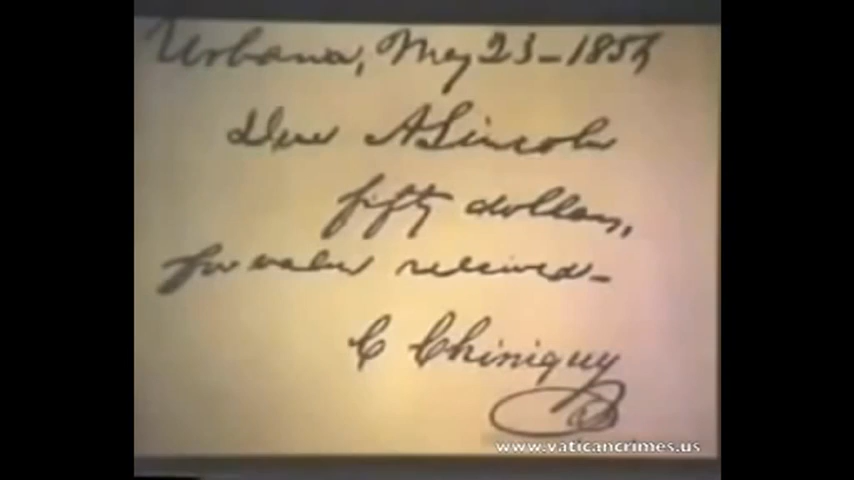 Urbana, May 23 – 1856
Due A Lincoln
fifty dollars,
for value received –
C Chiniquy
www.vaticancrimes.us